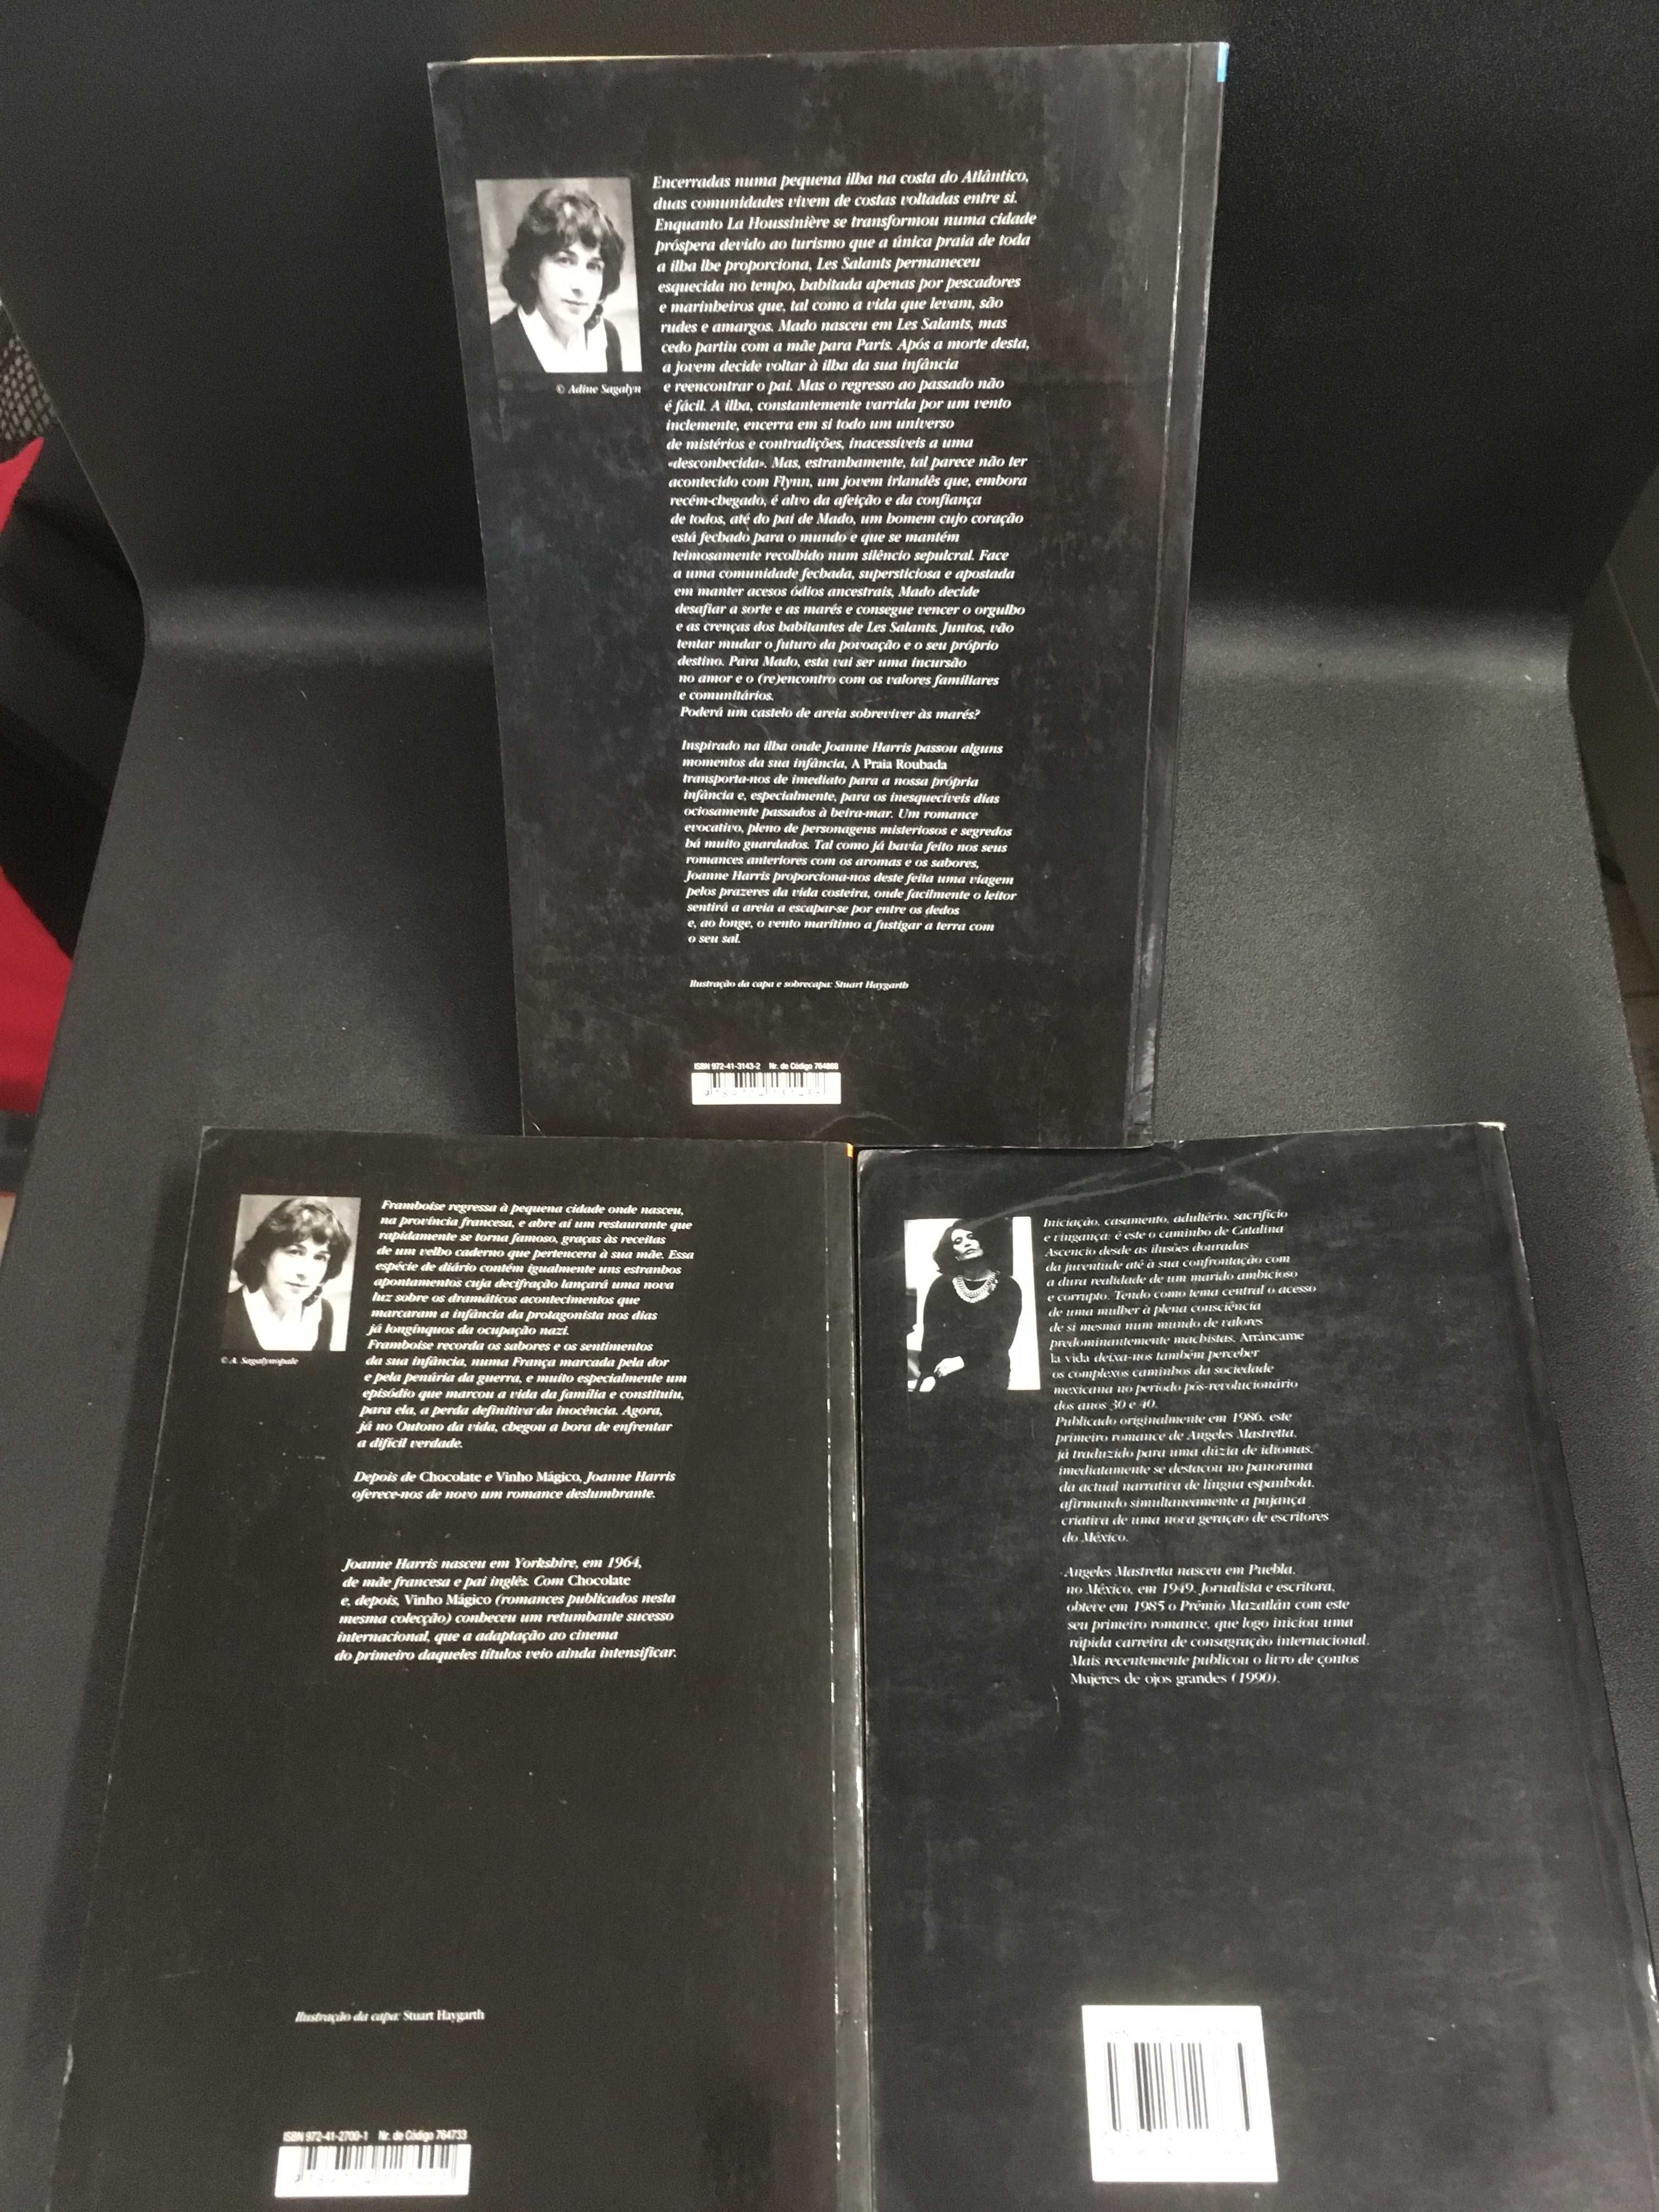 Encerradas numa pequena ilha na costa do Atlântico,
duas comunidades vivem de costas voltadas entre si.
Enquanto La Houssinière se transformou numa cidade
próspera devido ao turismo que a única praia de toda
a ilha lhe proporciona, Les Salants permaneceu
esquecida no tempo, habitada apenas por pescadores
e marinheiros que, tal como a vida que levam, são
rudes e amargos. Mado nasceu em Les Salants, mas
cedo partiu com a mãe para Paris. Após a morte desta,
a jovem decide voltar à ilha da sua infância
e reencontrar o pai. Mas o regresso ao passado não
é fácil. A ilha, constantemente varrida por um vento
inclemente, encerra em si todo um universo
de mistérios e contradições, inacessíveis a uma
«desconhecida». Mas, estranhamente, tal parece não ter
acontecido com Flynn, um jovem irlandês que, embora
recém-chegado, é alvo da afeição e da confiança
de todos, até do pai de Mado, um homem cujo coração
está fechado para o mundo e que se mantém
teimosamente recolhido num silêncio sepulcral. Face
a uma comunidade fechada, supersticiosa e apostada
em manter acesos ódios ancestrais, Mado decide
desafiar a sorte e as marés e consegue vencer o orgulho
e as crenças dos habitantes de Les Salants. Juntos, vão
tentar mudar o futuro da povoação e o seu próprio
destino. Para Mado, esta vai ser uma incursão
no amor e o (re)encontro com os valores familiares
e comunitários.
Poderá um castelo de areia sobreviver às marés?
© Adine Sagalyn
Inspirado na ilha onde Joanne Harris passou alguns
momentos da sua infância, A Praia Roubada
transporta-nos de imediato para a nossa própria
infância e, especialmente, para os inesquecíveis dias
ociosamente passados à beira-mar. Um romance
evocativo, pleno de personagens misteriosos e segredos
há muito guardados. Tal como já havia feito nos seus
romances anteriores com os aromas e os sabores,
Joanne Harris proporciona-nos deste feita uma viagem
pelos prazeres da vida costeira, onde facilmente o leitor
sentirá a areia a escapar-se por entre os dedos
e, ao longe, o vento marítimo a fustigar a terra com
o seu sal.
Ilustração da capa e sobrecapa: Stuart Haygarth
ISBN 972-41-3143-2 Nr. de Código 764888
Framboise regressa à pequena cidade onde nasceu,
na província francesa, e abre aí um restaurante que
rapidamente se torna famoso, graças às receitas
de um velho caderno que pertencera à sua mãe. Essa
espécie de diário contém igualmente uns estranhos
apontamentos cuja decifração lançará uma nova
luz sobre os dramáticos acontecimentos que
marcaram a infância da protagonista nos dias
já longínquos da ocupação nazi.
Framboise recorda os sabores e os sentimentos
da sua infância, numa França marcada pela dor
e pela penúria da guerra, e muito especialmente um
episódio que marcou a vida da família e constituiu,
para ela, a perda definitiva da inocência. Agora,
já no Outono da vida, chegou a hora de enfrentar
a difícil verdade.
© A. Sagalynopale
Depois de Chocolate e Vinho Mágico, Joanne Harris
oferece-nos de novo um romance deslumbrante.
Joanne Harris nasceu em Yorkshire, em 1964,
de mãe francesa e pai inglês. Com Chocolate
e, depois, Vinho Mágico (romances publicados nesta
mesma colecção) conheceu um retumbante sucesso
internacional, que a adaptação ao cinema
do primeiro daqueles títulos veio ainda intensificar.
Ilustração da capa: Stuart Haygarth
ISBN 972-41-2700-1 Nr. de Código 764733
Iniciação, casamento, adultério, sacrifício
e vingança: é este o caminho de Catalina
Ascencio desde as ilusões douradas
da juventude até à sua confrontação com
a dura realidade de um marido ambicioso
e corrupto. Tendo como tema central o acesso
de uma mulher à plena consciência
de si mesma num mundo de valores
predominantemente machistas, Arráncame
la vida deixa-nos também perceber
os complexos caminhos da sociedade
mexicana no período pós-revolucionário
dos anos 30 e 40.
Publicado originalmente em 1986, este
primeiro romance de Angeles Mastretta,
já traduzido para uma dúzia de idiomas,
imediatamente se destacou no panorama
da actual narrativa de língua espanhola,
afirmando simultaneamente a pujança
criativa de uma nova geração de escritores
do México.
Angeles Mastretta nasceu em Puebla,
no México, em 1949. Jornalista e escritora,
obteve em 1985 o Prémio Mazatlán com este
seu primeiro romance, que logo iniciou uma
rápida carreira de consagração internacional.
Mais recentemente publicou o livro de contos
Mujeres de ojos grandes (1990).